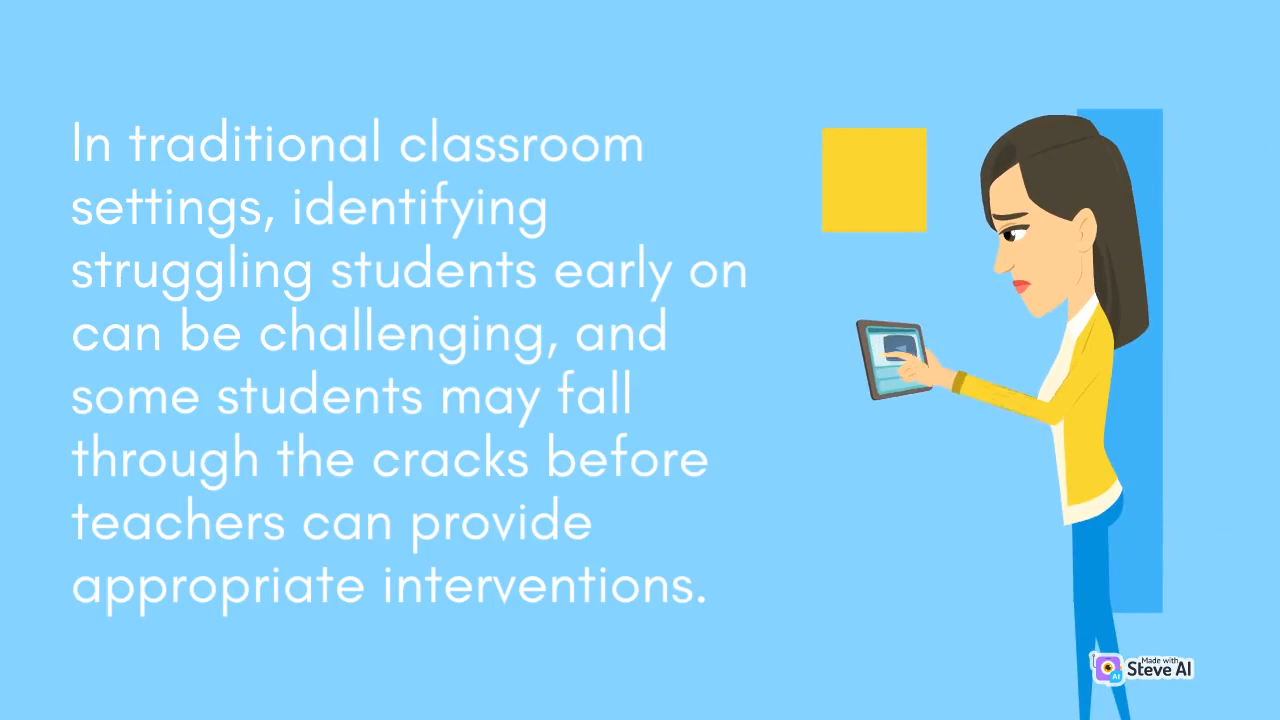 In traditional classroom
settings, identifying
struggling students early on
can be challenging, and
some students may fall
through the cracks before
teachers can provide
appropriate interventions.
Made with
Steve AI
AI